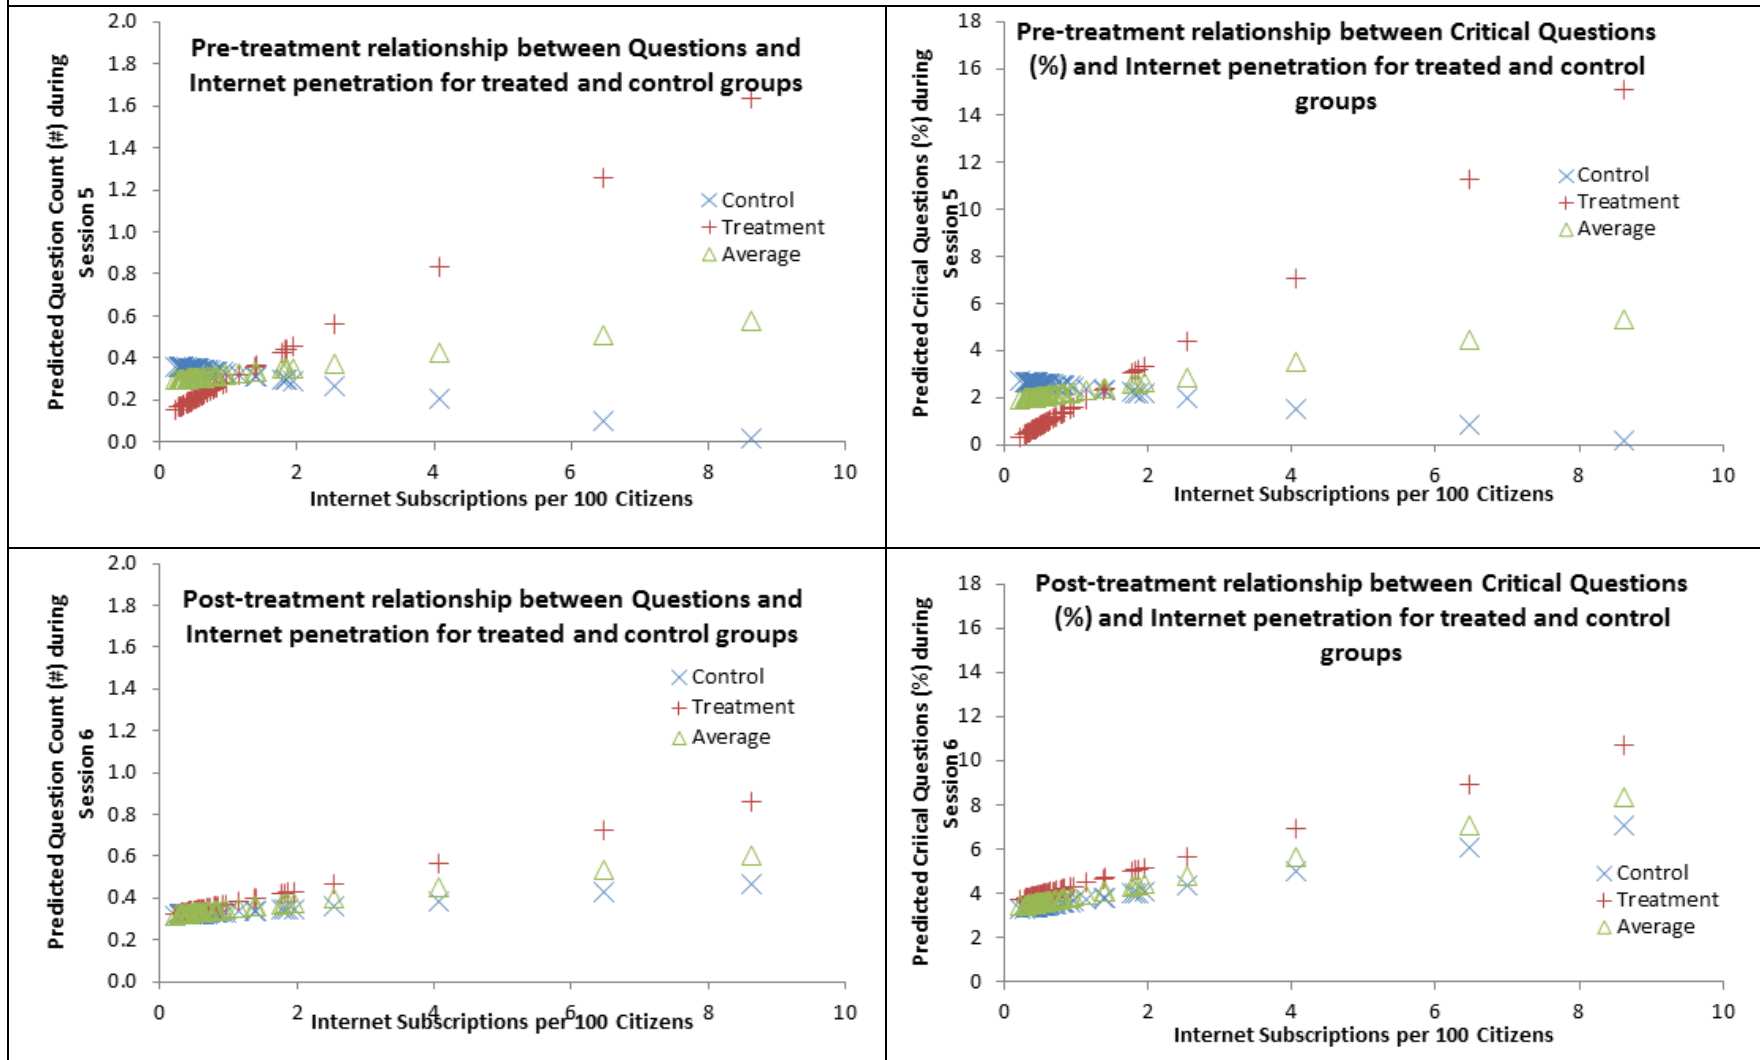 Pre-treatment relationship between Questions and
Internet penetration for treated and control groups
Predicted Question Count (#) during
Session 5
2.0
1.8
1.6
1.4
1.2
1.0
0.8
0.6
0.4
0.2
0.0
Control
Treatment
Average
0 2 4 6 8 10
Internet Subscriptions per 100 Citizens
Pre-treatment relationship between Critical Questions
(%) and Internet penetration for treated and control
groups
Predicted Criical Questions (%) during
Session 5
18
16
14
12
10
8
6
4
2
0
Control
Treatment
Average
0 2 4 6 8 10
Internet Subscriptions per 100 Citizens
Post-treatment relationship between Questions and
Internet penetration for treated and control groups
Predicted Question Count (#) during
Session 6
2.0
1.8
1.6
1.4
1.2
1.0
0.8
0.6
0.4
0.2
0.0
Control
Treatment
Average
0 2 4 6 8 10
Internet Subscriptions per 100 Citizens
Post-treatment relationship between Critical Questions
(%) and Internet penetration for treated and control
groups
Predicted Criical Questions (%) during
Session 6
18
16
14
12
10
8
6
4
2
0
Control
Treatment
Average
0 2 4 6 8 10
Internet Subscriptions per 100 Citizens